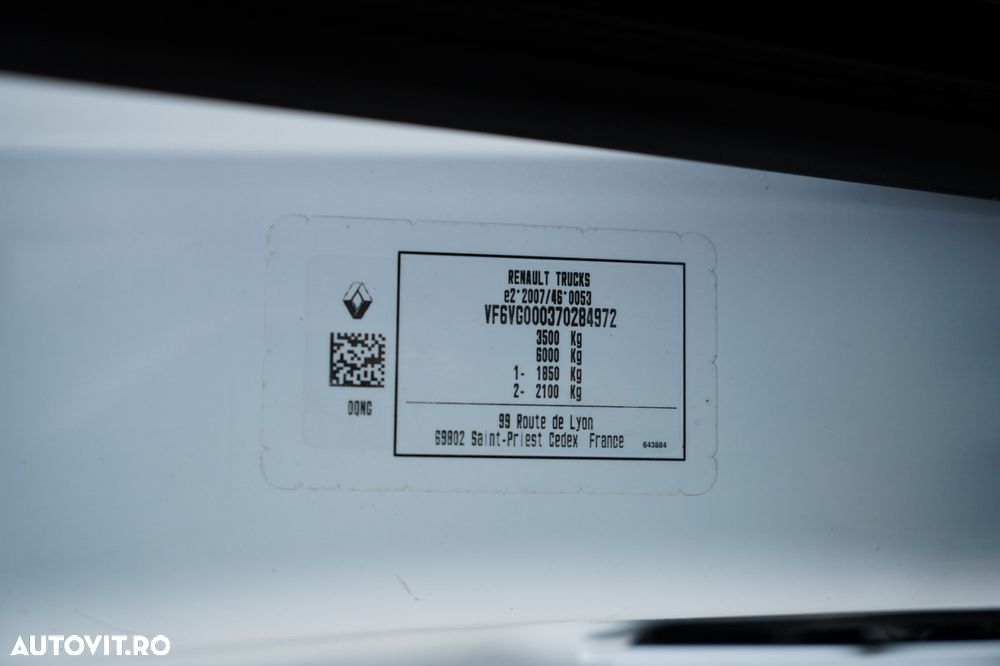 RENAULT TRUCKS
e2*2007/46*0053
VF6VG000370284972
3500 Kg
6000 Kg
1- 1850 Kg
2- 2100 Kg
DQNG
99 Route de Lyon
69802 Saint-Priest Cedex France
643884
AUTOVIT.RO